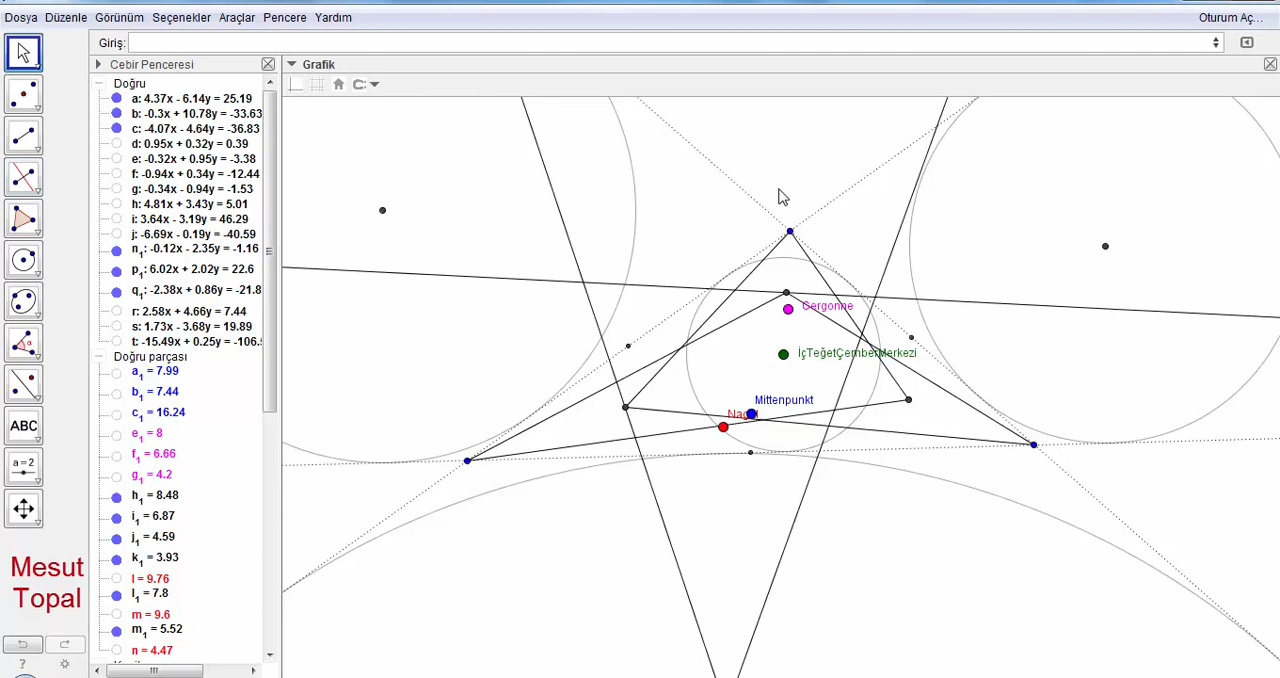 Dosya Düzenle Görünüm Seçenekler Araçlar Pencere Yardım Oturum Aç...
Giriş:
Cebir Penceresi
Grafik
Doğru
a: 4.37x - 6.14y = 25.19
b: -0.3x + 10.78y = -33.63
c: -4.07x - 4.64y = -36.83
d: 0.95x + 0.32y = 0.39
e: -0.32x + 0.95y = -3.38
f: -0.94x + 0.34y = -12.44
g: -0.34x - 0.94y = -1.53
h: 4.81x + 3.43y = 5.01
i: 3.64x - 3.19y = 46.29
j: -6.69x - 0.19y = -40.59
n1: -0.12x - 2.35y = -1.16
p1: 6.02x + 2.02y = 22.6
q1: -2.38x + 0.86y = -21.8
r: 2.58x + 4.66y = 7.44
s: 1.73x - 3.68y = 19.89
t: -15.49x + 0.25y = -106.
Doğru parçası
a1 = 7.99
b1 = 7.44
c1 = 16.24
e1 = 8
f1 = 6.66
g1 = 4.2
h1 = 8.48
i1 = 6.87
j1 = 4.59
k1 = 3.93
l = 9.76
l1 = 7.8
m = 9.6
m1 = 5.52
n = 4.47
ABC
a=2
Mesut
Topal
?
Gergonne
İçTeğetÇemberMerkezi
Mittenpunkt